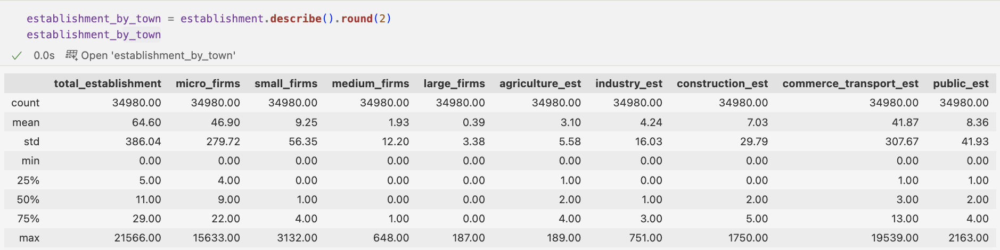 establishment_by_town = establishment.describe().round(2)
establishment_by_town
0.0s Open 'establishment_by_town'
total_establishment micro_firms small_firms medium_firms large_firms agriculture_est industry_est construction_est commerce_transport_est public_est
count 34980.00 34980.00 34980.00 34980.00 34980.00 34980.00 34980.00 34980.00 34980.00 34980.00
mean 64.60 46.90 9.25 1.93 0.39 3.10 4.24 7.03 41.87 8.36
std 386.04 279.72 56.35 12.20 3.38 5.58 16.03 29.79 307.67 41.93
min 0.00 0.00 0.00 0.00 0.00 0.00 0.00 0.00 0.00 0.00
25% 5.00 4.00 0.00 0.00 0.00 1.00 0.00 0.00 1.00 1.00
50% 11.00 9.00 1.00 0.00 0.00 2.00 1.00 2.00 3.00 2.00
75% 29.00 22.00 4.00 1.00 0.00 4.00 3.00 5.00 13.00 4.00
max 21566.00 15633.00 3132.00 648.00 187.00 189.00 751.00 1750.00 19539.00 2163.00